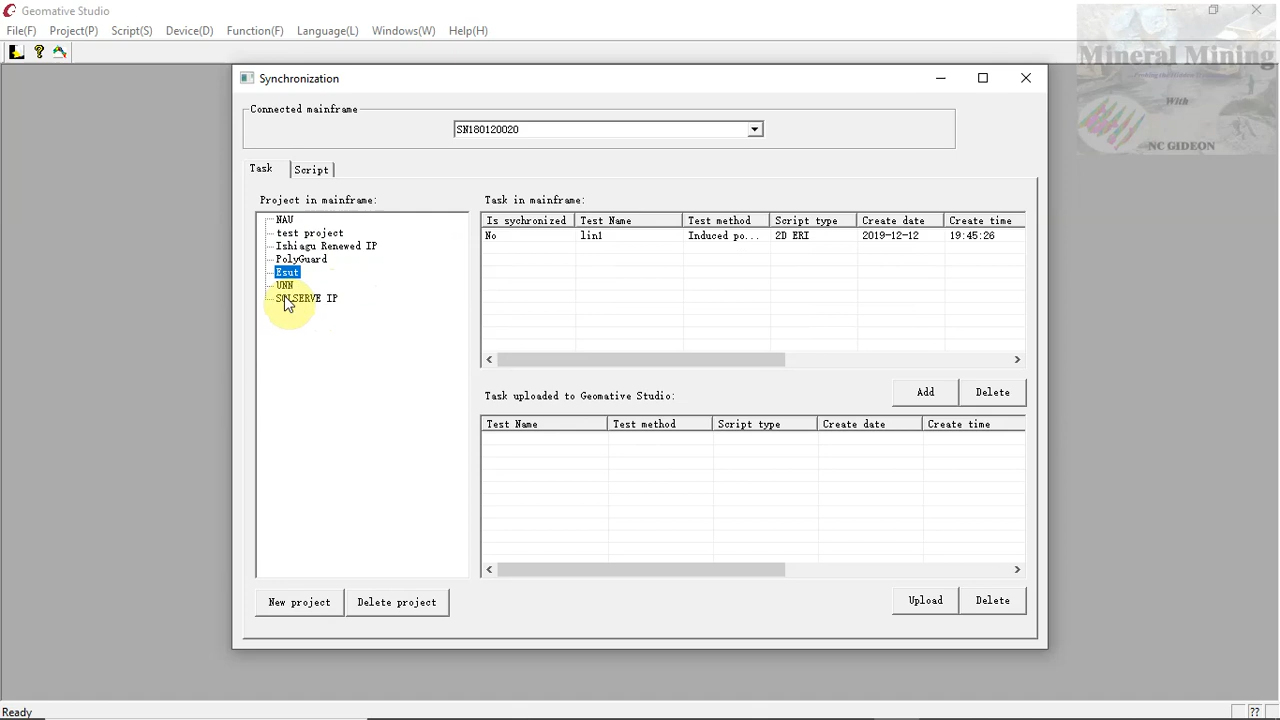 Geomative Studio
File(F) Project(P) Script(S) Device(D) Function(F) Language(L) Windows(W) Help(H)
Mineral Mining
With
NC GIDEON
Synchronization
Connected mainframe
SN180120020
Task Script
Project in mainframe:
NAU
test project
Ishiagu Renewed IP
PolyGuard
Esut
UNN
SOLSERVE IP
Task in mainframe:
Is sychronized Test Name Test method Script type Create date Create time
No lin1 Induced po... 2D ERI 2019-12-12 19:45:26
Add Delete
Task uploaded to Geomative Studio:
Test Name Test method Script type Create date Create time
New project Delete project
Upload Delete
Ready
??